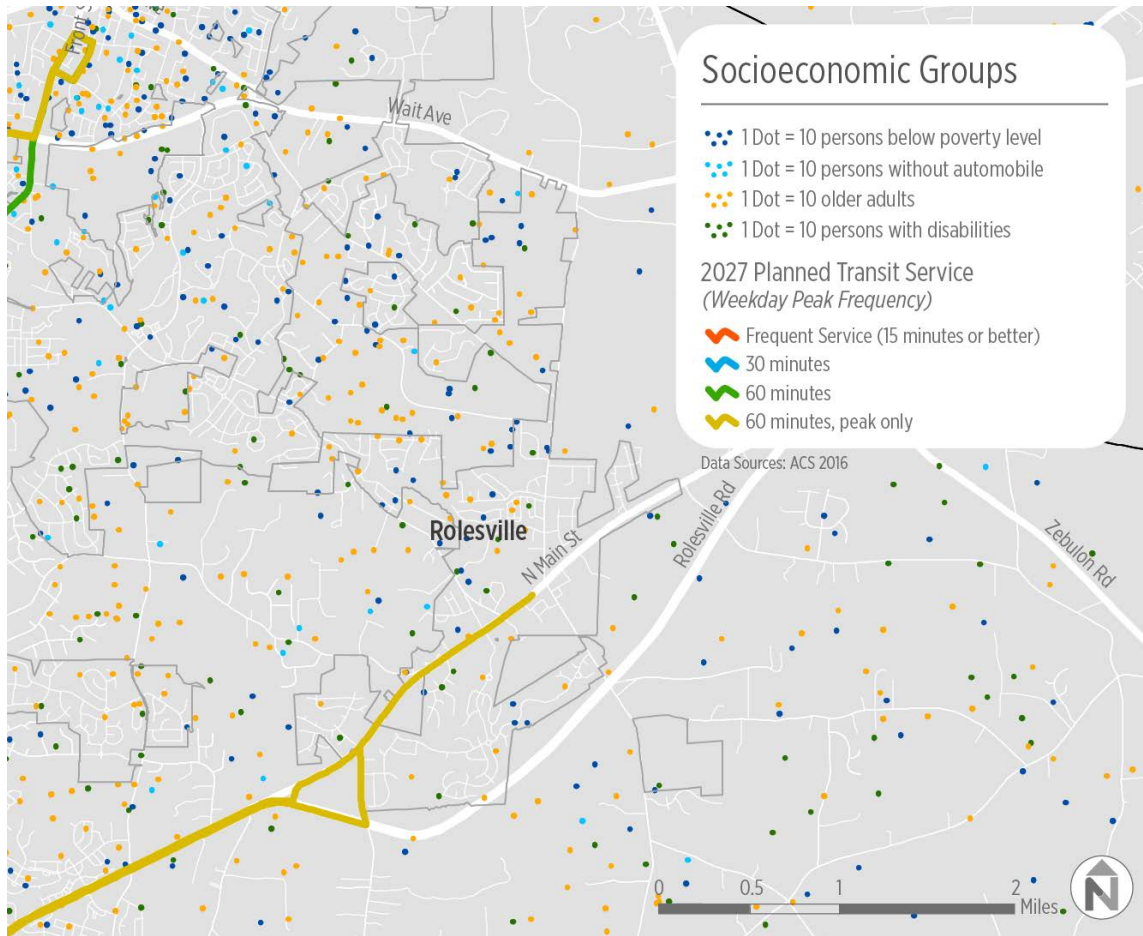 Front S
Wait Ave
Socioeconomic Groups
1 Dot = 10 persons below poverty level
1 Dot = 10 persons without automobile
1 Dot = 10 older adults
1 Dot = 10 persons with disabilities
2027 Planned Transit Service
(Weekday Peak Frequency)
Frequent Service (15 minutes or better)
30 minutes
60 minutes
60 minutes, peak only
Data Sources: ACS 2016
Rolesville
N Main St
Rolesville Rd
Zebulon Rd
0 0.5 1 2
Miles
N